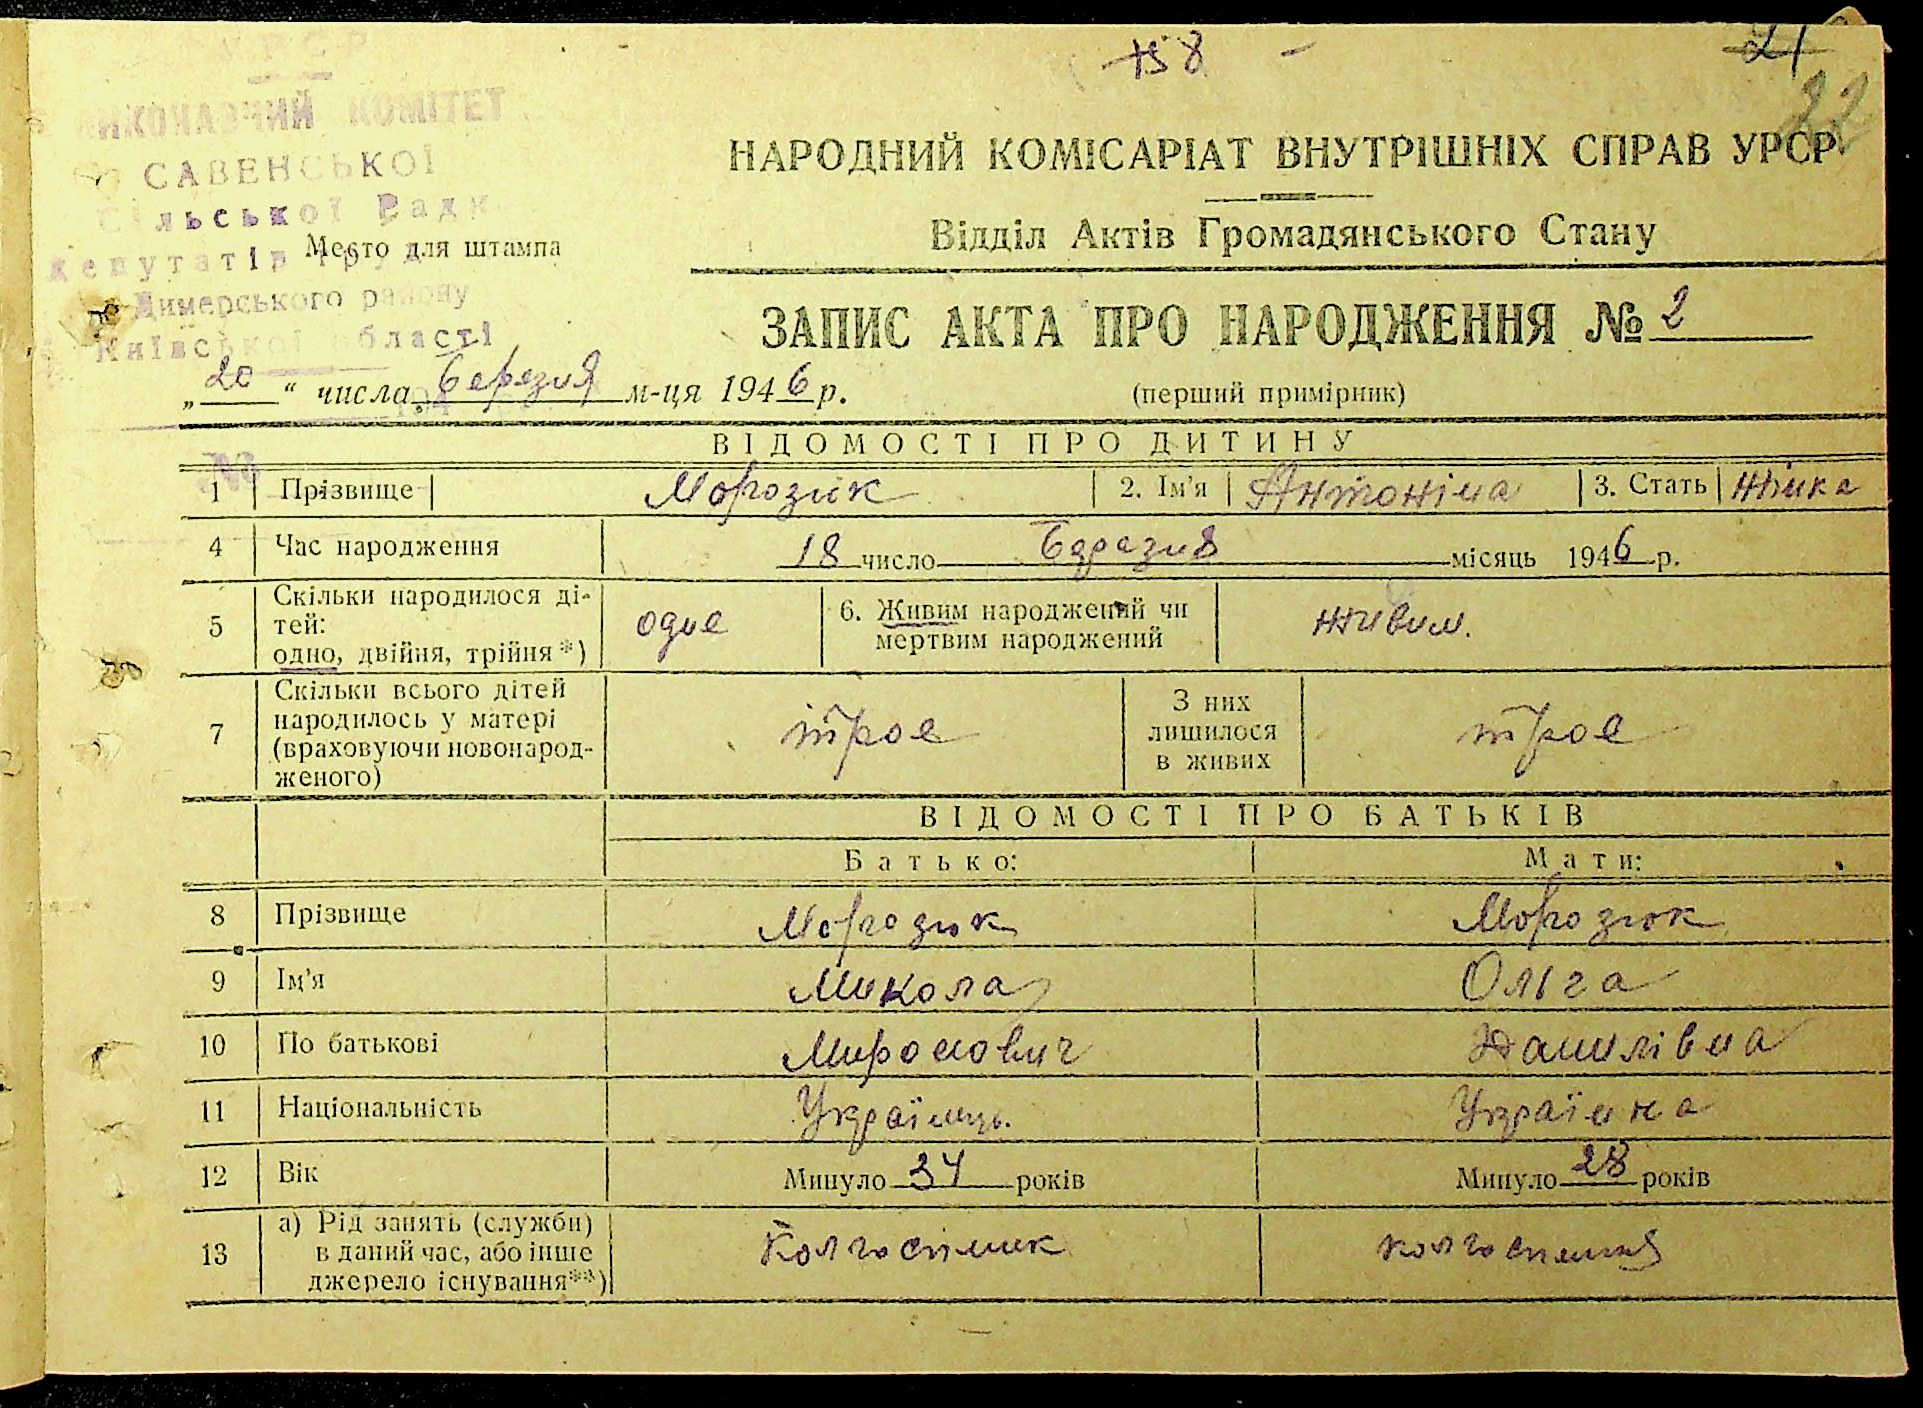 УРСР
ВИКОНАВЧИЙ КОМІТЕТ
САВЕНСЬКОЇ
Сільської Ради
депутатів
Димерського району
Київської області
№
158
21
22
Место для штампа
НАРОДНИЙ КОМІСАРІАТ ВНУТРІШНІХ СПРАВ УРСР
Відділ Актів Громадянського Стану
ЗАПИС АКТА ПРО НАРОДЖЕННЯ № 2
„20“ числа березня м-ця 1946 р. (перший примірник)
ВІДОМОСТІ ПРО ДИТИНУ
1 Прізвище Морозюк 2. Ім'я Антоніна 3. Стать Жінка
4 Час народження 18 число Березня місяць 1946 р.
5 Скільки народилося ді-
тей:
одно, двійня, трійня*) одне 6. Живим народжений чи
мертвим народжений живим.
7 Скільки всього дітей
народилось у матері
(враховуючи новонарод-
женого) троє З них
лишилося
в живих троє
ВІДОМОСТІ ПРО БАТЬКІВ
Батько: Мати:
8 Прізвище Морозюк Морозюк
9 Ім'я Микола Ольга
10 По батькові Миронович Данилівна
11 Національність Українець. Українка
12 Вік Минуло 34 років Минуло 28 років
13 а) Рід занять (служби)
в даний час, або інше
джерело існування**) Колгоспник колгоспниця